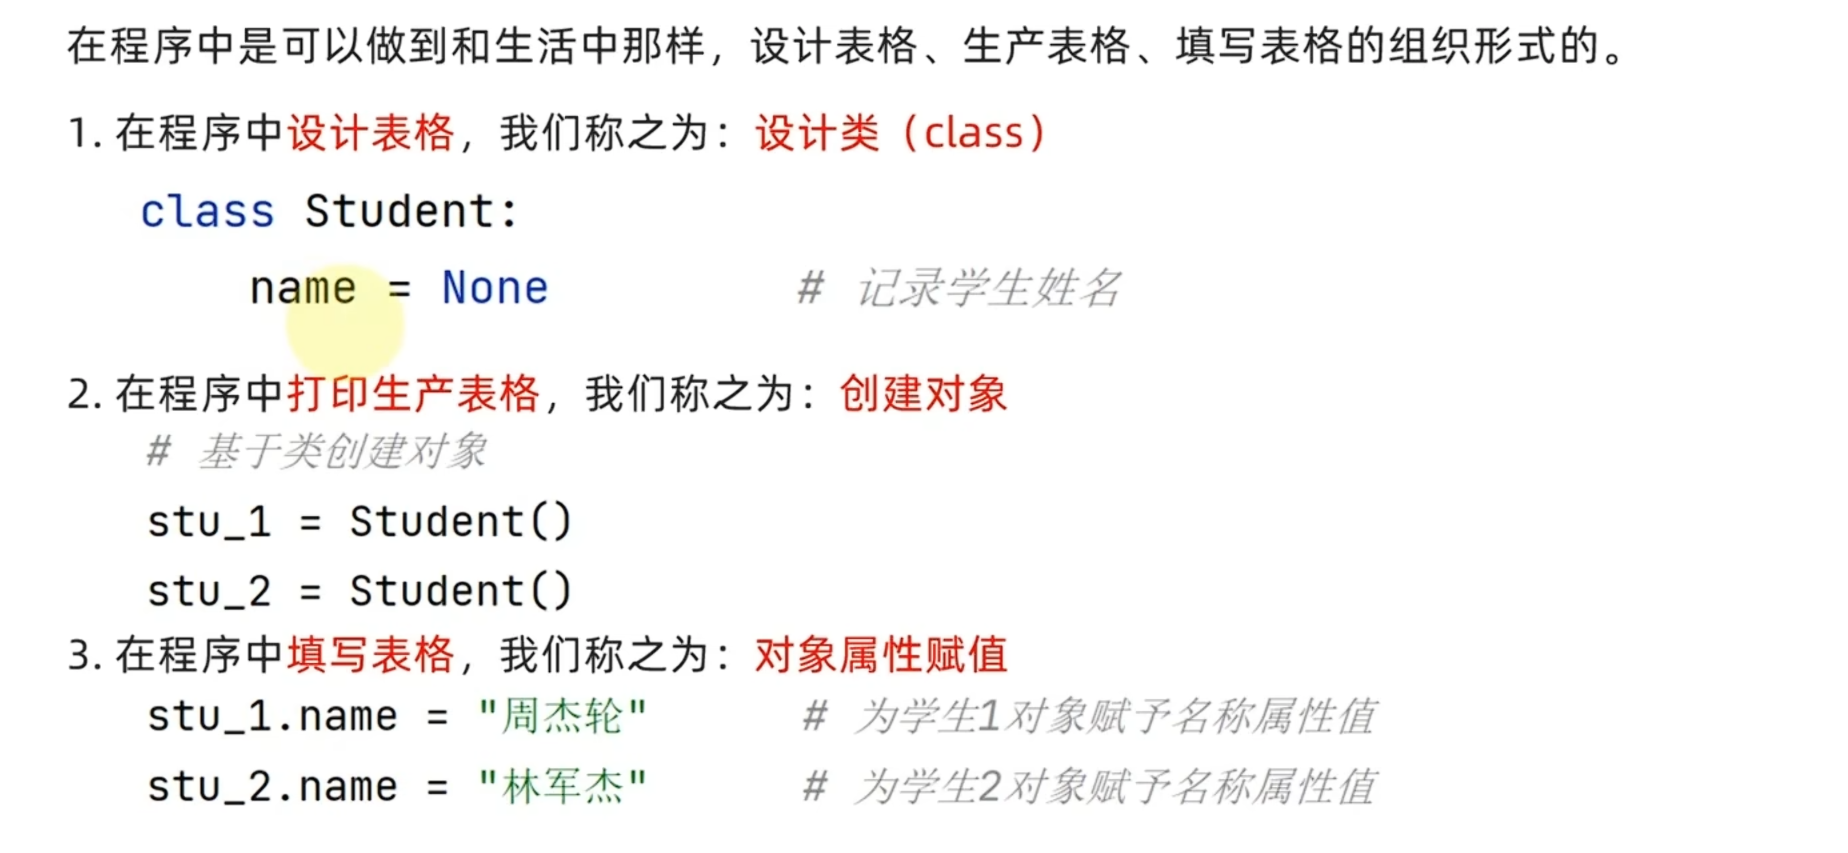 在程序中是可以做到和生活中那样，设计表格、生产表格、填写表格的组织形式的。
1. 在程序中设计表格，我们称之为：设计类（class）
class Student:
    name = None          # 记录学生姓名
2. 在程序中打印生产表格，我们称之为：创建对象
# 基于类创建对象
stu_1 = Student()
stu_2 = Student()
3. 在程序中填写表格，我们称之为：对象属性赋值
stu_1.name = "周杰轮"      # 为学生1对象赋予名称属性值
stu_2.name = "林军杰"      # 为学生2对象赋予名称属性值